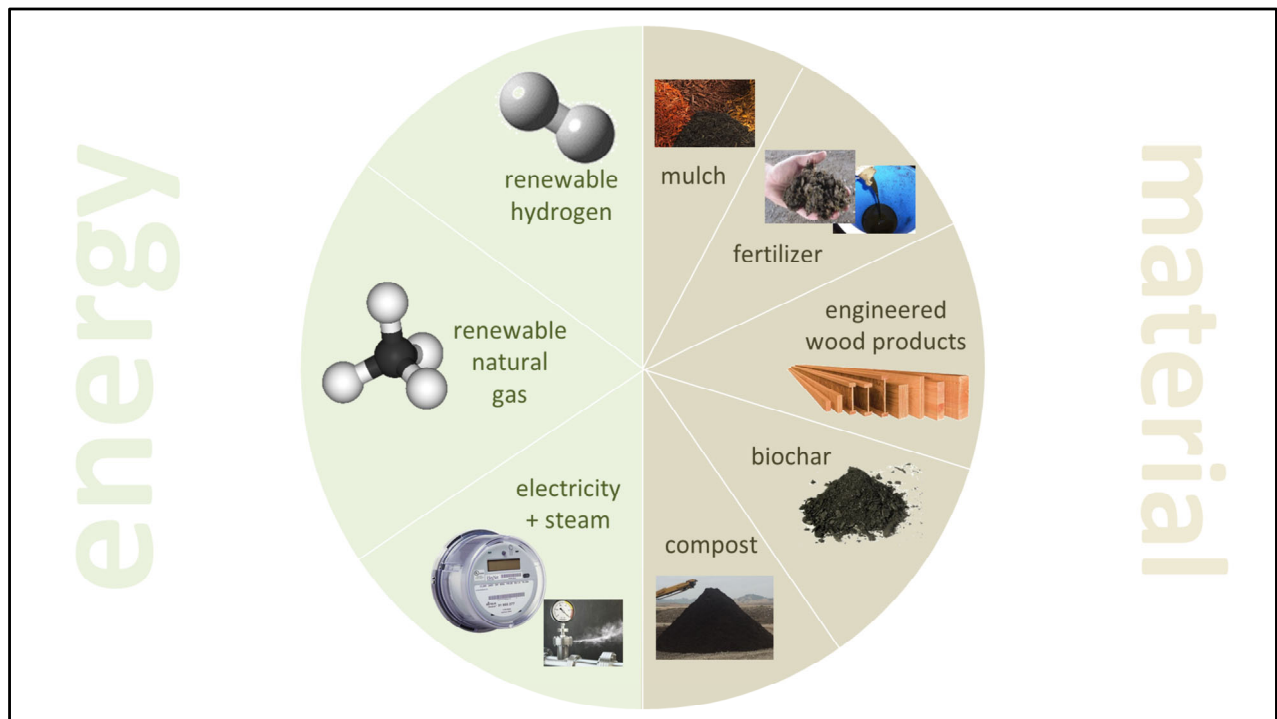 energy
renewable
hydrogen
renewable
natural
gas
electricity
+ steam
mulch
fertilizer
engineered
wood products
biochar
compost
material